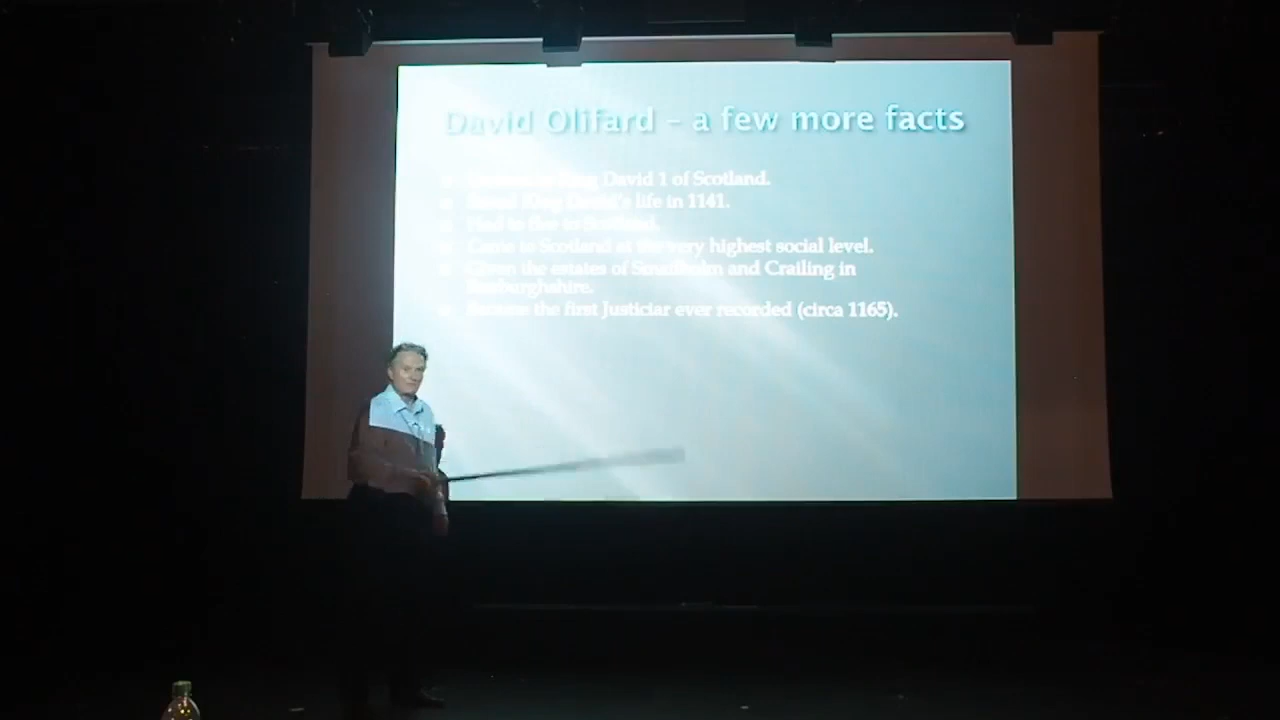 David Olifard – a few more facts
King David 1 of Scotland.
Saved King David's life in 1141.
Had to flee to Scotland.
Came to Scotland at the very highest social level.
Given the estates of Smailholm and Crailing in
Roxburghshire.
Became the first Justiciar ever recorded (circa 1165).